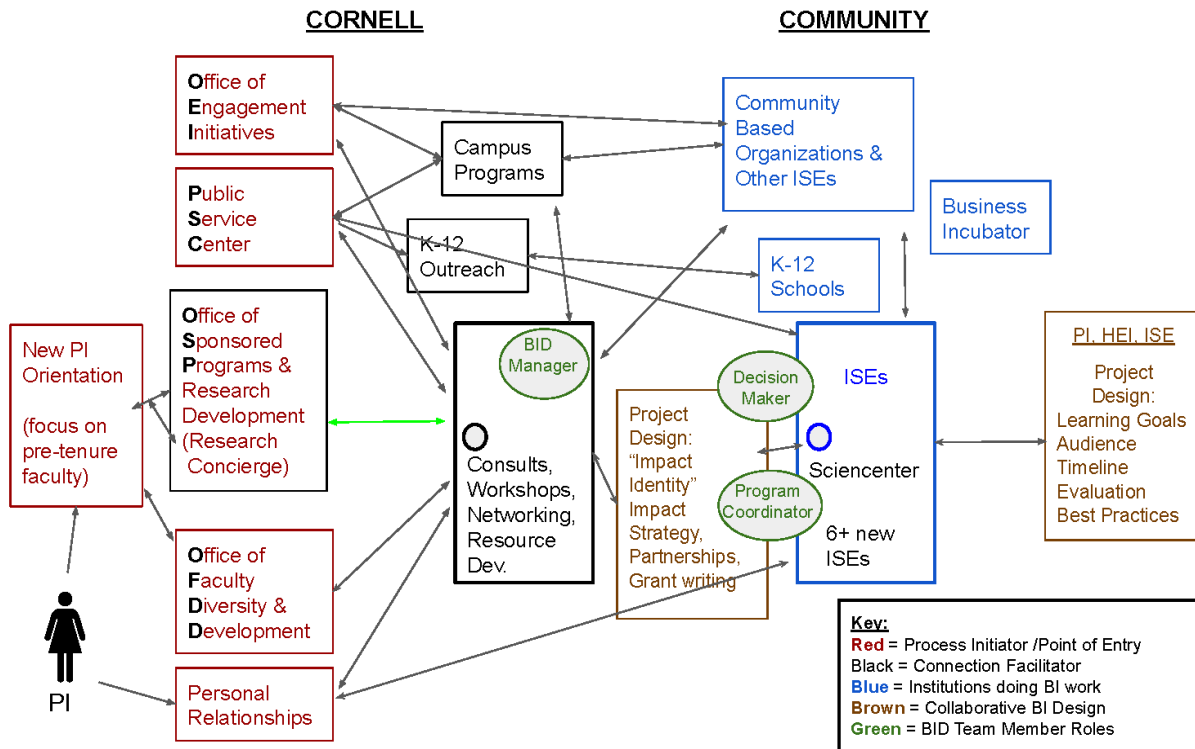 CORNELL
COMMUNITY
Office of
Engagement
Initiatives
Public
Service
Center
Campus
Programs
K-12
Outreach
Community
Based
Organizations &
Other ISEs
Business
Incubator
K-12
Schools
New PI
Orientation
(focus on
pre-tenure
faculty)
Office of
Sponsored
Programs &
Research
Development
(Research
Concierge)
Office of
Faculty
Diversity &
Development
Personal
Relationships
PI
BID
Manager
Consults,
Workshops,
Networking,
Resource
Dev.
Project
Design:
“Impact
Identity”
Impact
Strategy,
Partnerships,
Grant writing
Decision
Maker
Program
Coordinator
ISEs
Sciencenter
6+ new
ISEs
PI, HEI, ISE
Project
Design:
Learning Goals
Audience
Timeline
Evaluation
Best Practices
Key:
Red = Process Initiator /Point of Entry
Black = Connection Facilitator
Blue = Institutions doing BI work
Brown = Collaborative BI Design
Green = BID Team Member Roles